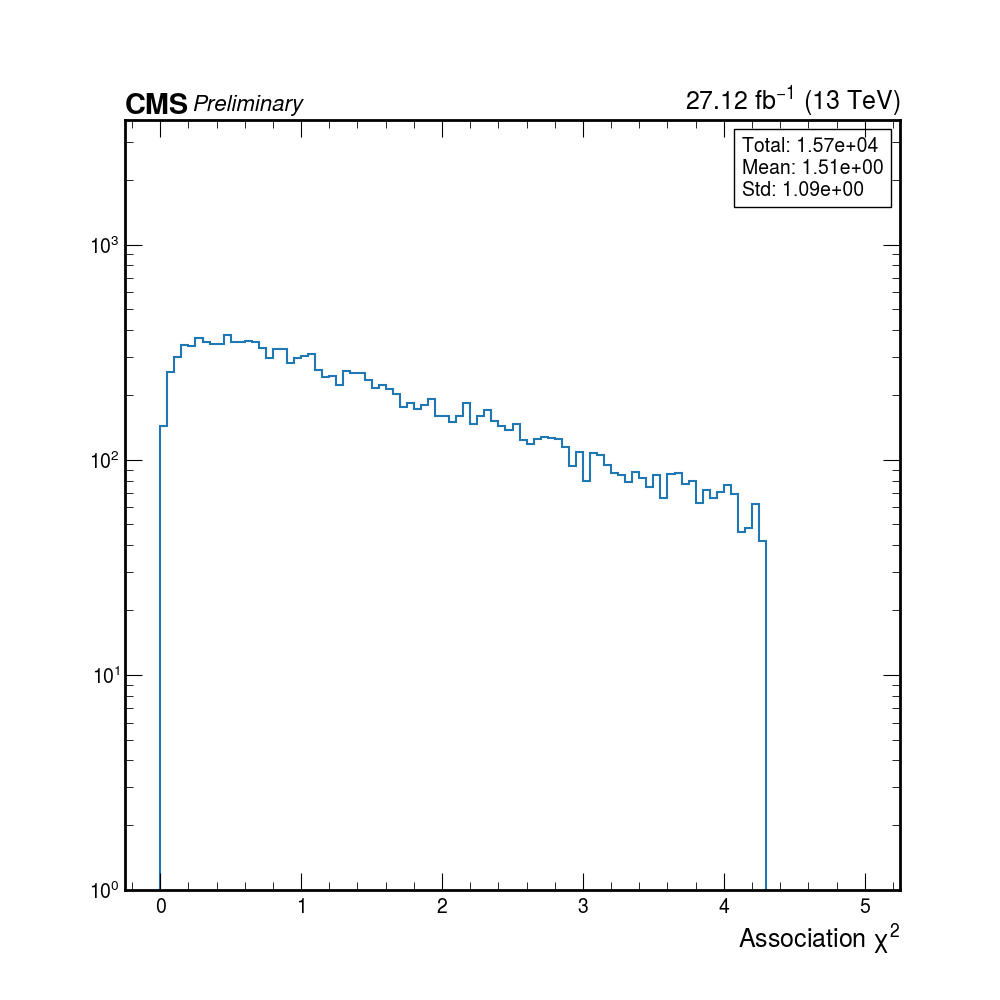 CMS Preliminary
27.12 fb⁻¹ (13 TeV)
Total: 1.57e+04
Mean: 1.51e+00
Std: 1.09e+00
10³
10²
10¹
10⁰
0 1 2 3 4 5
Association χ²